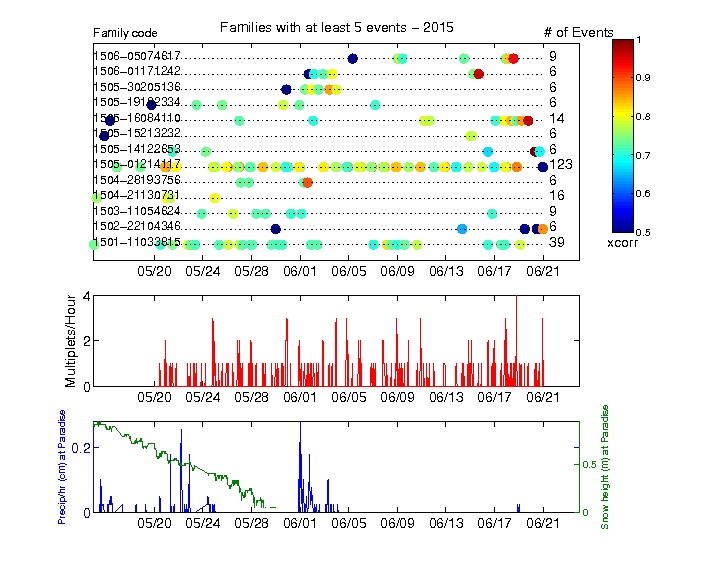 Families with at least 5 events − 2015
Family code
# of Events
1506−05074617 9
1506−01171242 6
1505−30205136 6
1505−19182334 6
1505−16084110 14
1505−15213232 6
1505−14122653 6
1505−01214117 123
1504−28193756 6
1504−21130731 16
1503−11054624 9
1502−22104346 6
1501−11033815 39
05/20 05/24 05/28 06/01 06/05 06/09 06/13 06/17 06/21
1
0.9
0.8
0.7
0.6
0.5
xcorr
Multiplets/Hour
4
2
0
05/20 05/24 05/28 06/01 06/05 06/09 06/13 06/17 06/21
Precip/hr (cm) at Paradise
0.2
0
Snow height (m) at Paradise
0.5
0
05/20 05/24 05/28 06/01 06/05 06/09 06/13 06/17 06/21